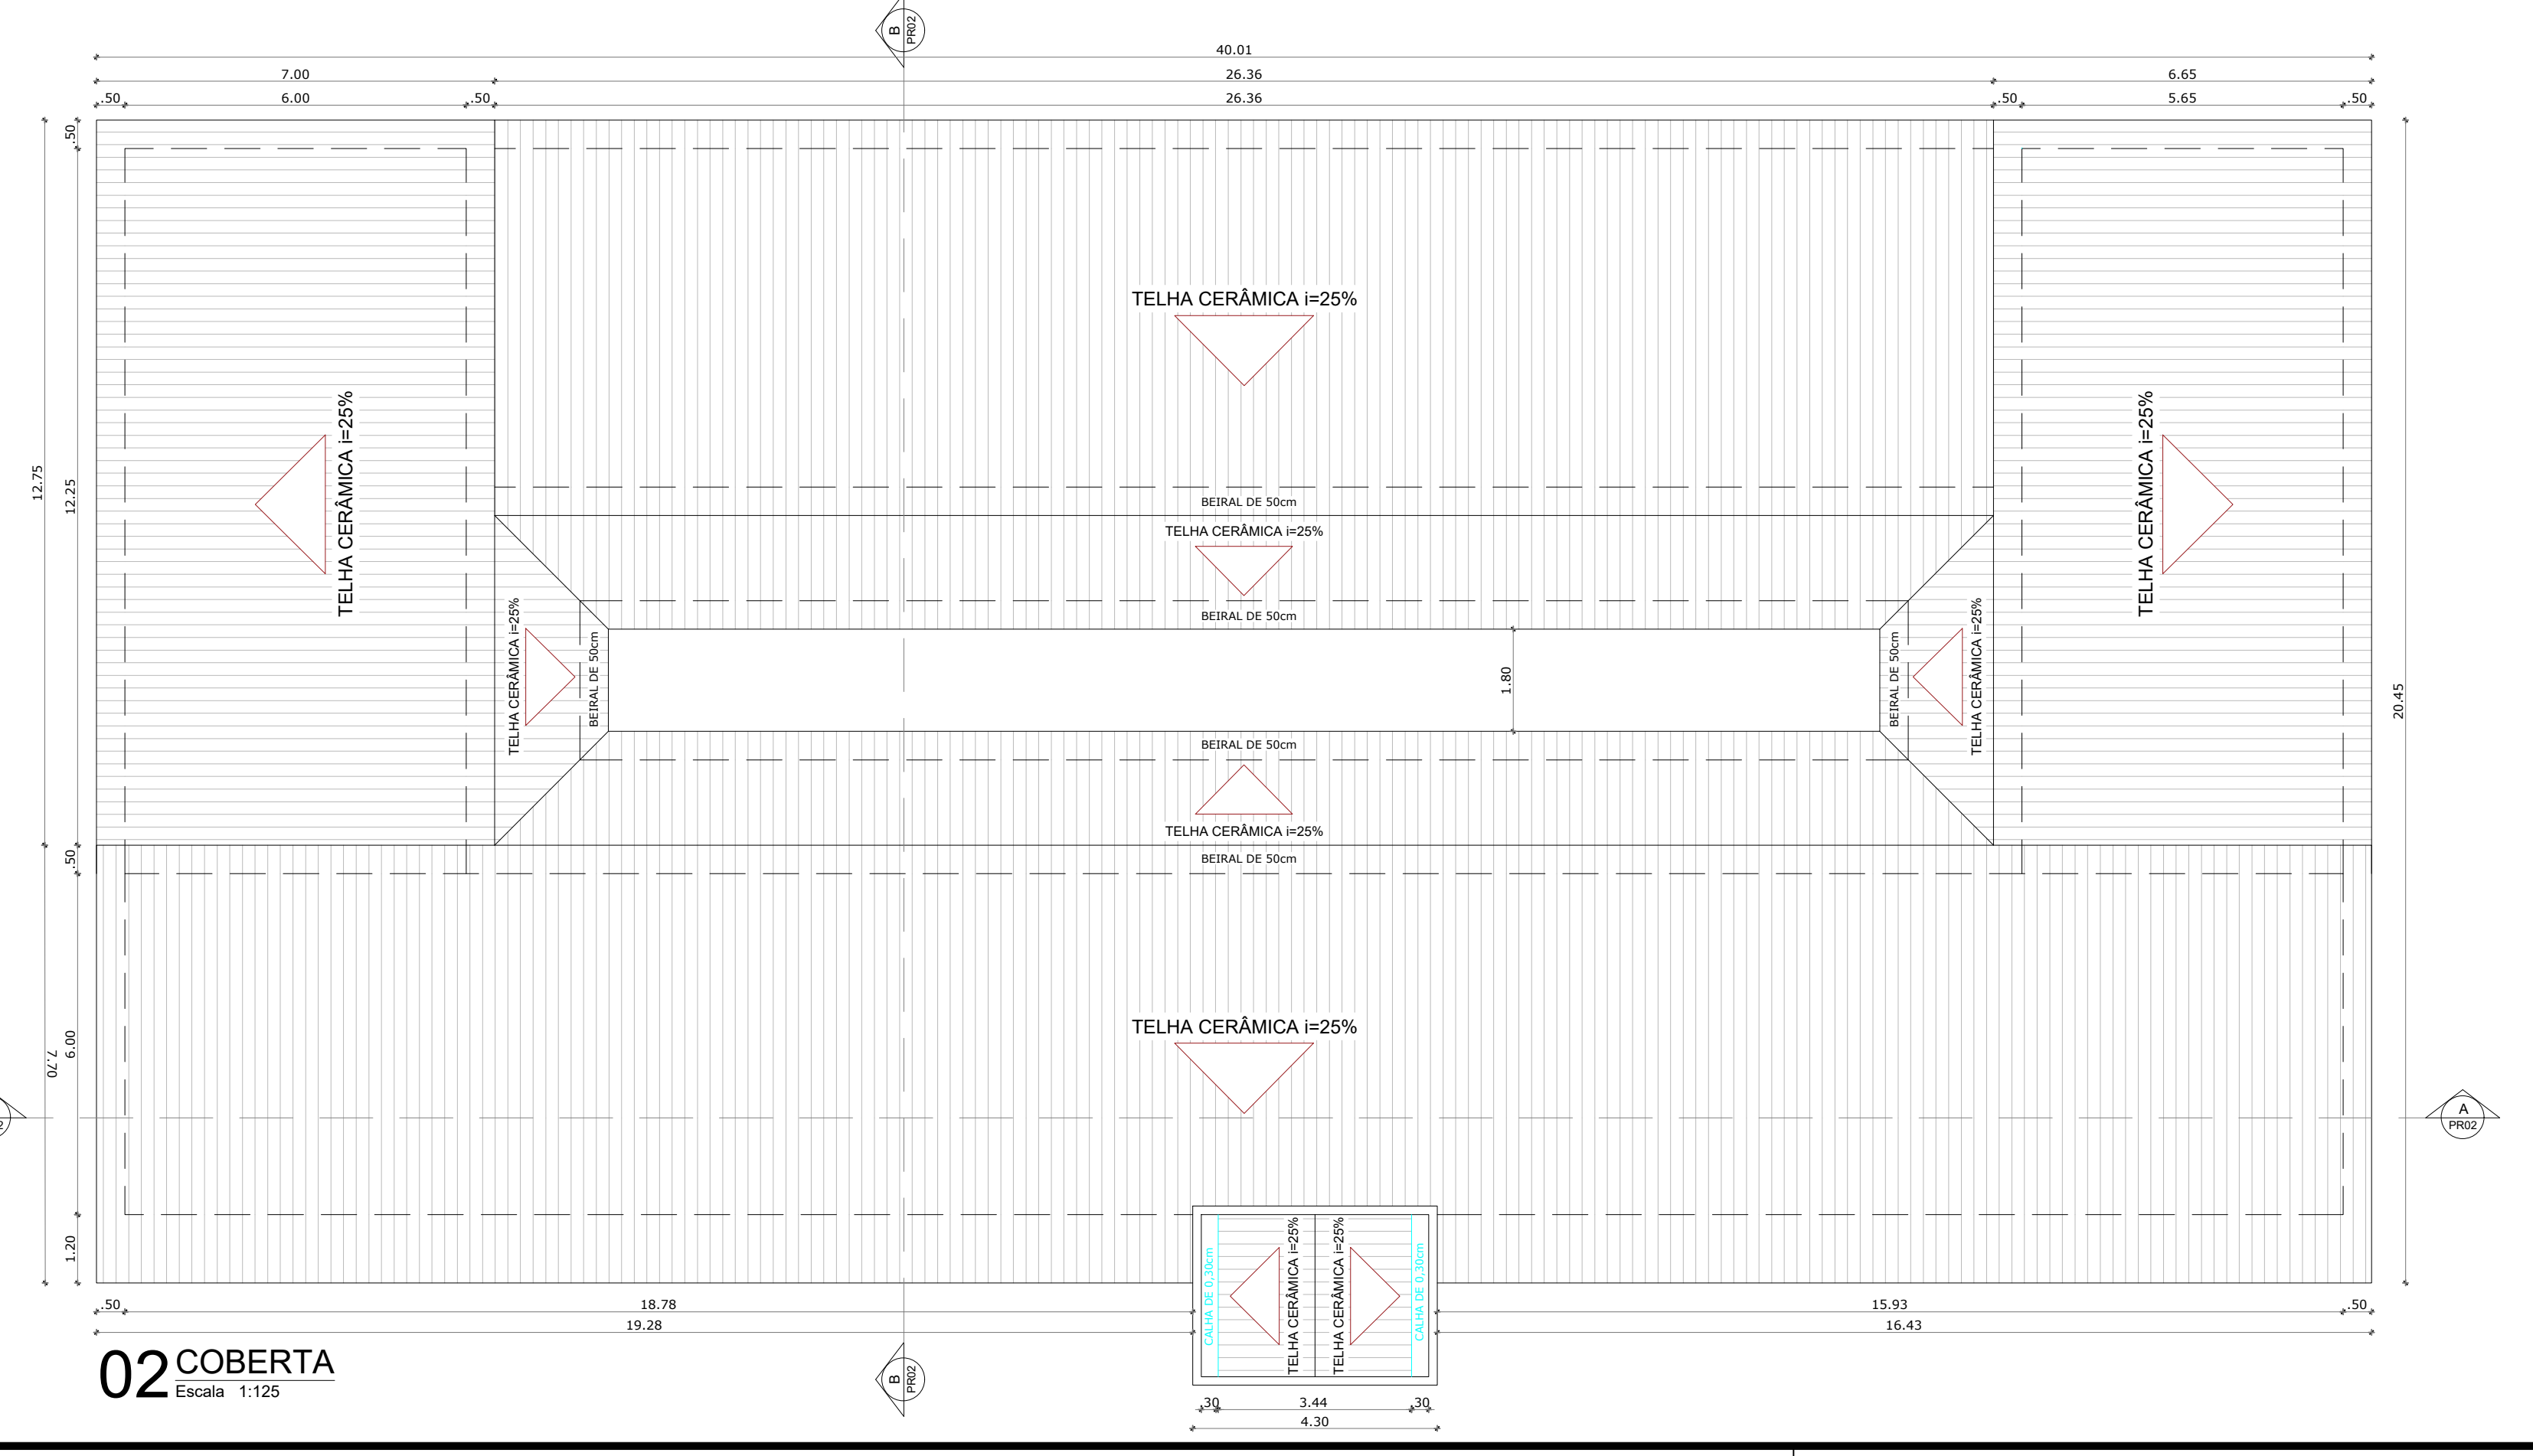 B
PR02
40.01
7.00
26.36
6.65
.50
6.00
.50
26.36
.50
5.65
.50
.50
TELHA CERÂMICA i=25%
TELHA CERÂMICA i=25%
TELHA CERÂMICA i=25%
12.75
12.25
BEIRAL DE 50cm
TELHA CERÂMICA i=25%
BEIRAL DE 50cm
TELHA CERÂMICA i=25%
BEIRAL DE 50cm
1.80
BEIRAL DE 50cm
TELHA CERÂMICA i=25%
20.45
BEIRAL DE 50cm
TELHA CERÂMICA i=25%
BEIRAL DE 50cm
.50
TELHA CERÂMICA i=25%
6.00
7.70
A
PR02
1.20
CALHA DE 0,30cm
TELHA CERÂMICA i=25%
TELHA CERÂMICA i=25%
CALHA DE 0,30cm
.50
18.78
15.93
.50
19.28
16.43
02
COBERTA
Escala 1:125
B
PR02
.30
3.44
.30
4.30